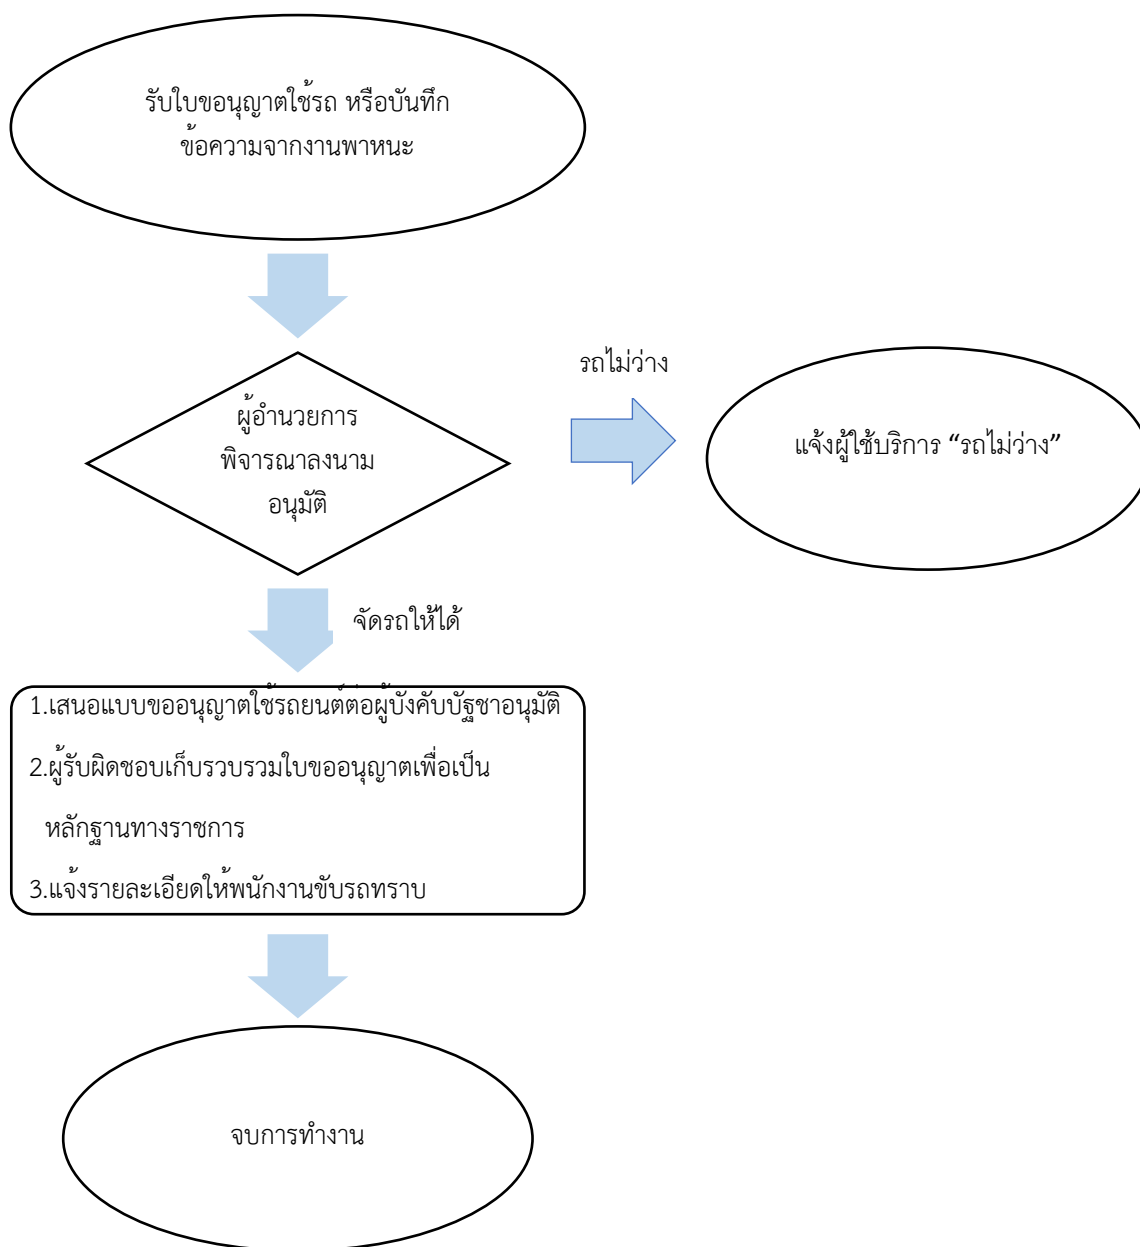 รับใบขอนุญาตใช้รถ หรือบันทึก
ข้อความจากงานพาหนะ
ผู้อำนวยการ
พิจารณาลงนาม
อนุมัติ
รถไม่ว่าง
แจ้งผู้ใช้บริการ “รถไม่ว่าง”
จัดรถให้ได้
1.เสนอแบบขออนุญาตใช้รถยนต์ต่อผู้บังคับบัฐชาอนุมัติ
2.ผู้รับผิดชอบเก็บรวบรวมใบขออนุญาตเพื่อเป็น
หลักฐานทางราชการ
3.แจ้งรายละเอียดให้พนักงานขับรถทราบ
จบการทำงาน